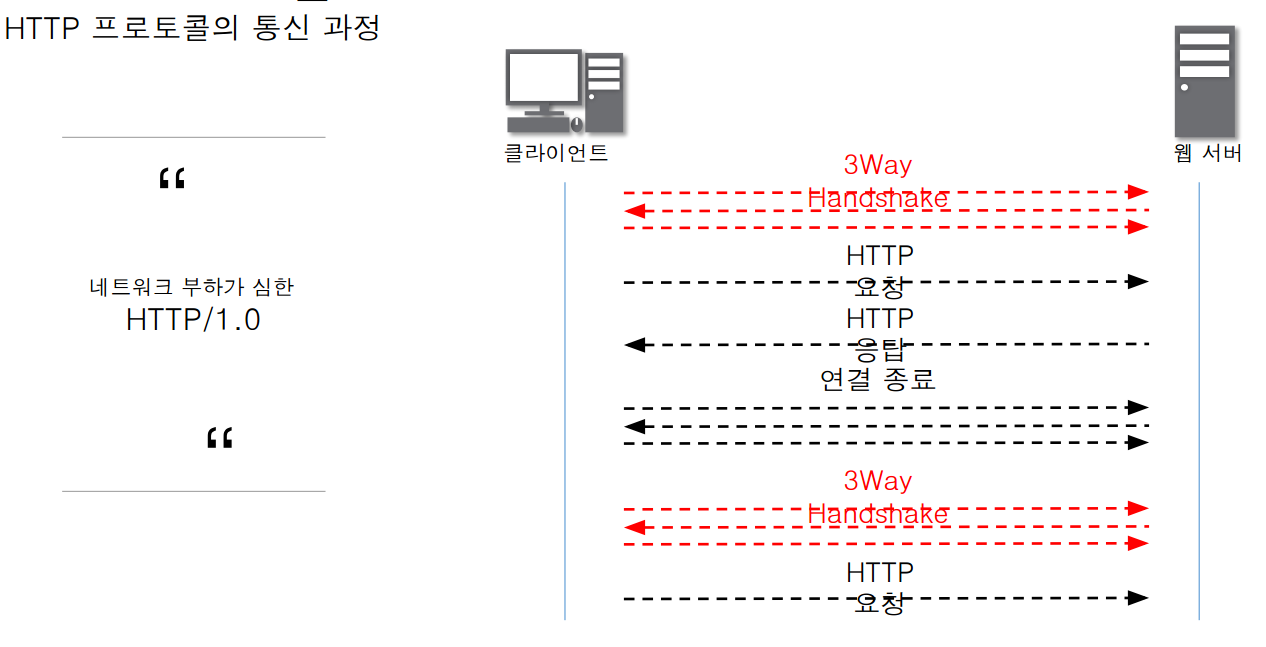 HTTP 프로토콜의 통신 과정
“
네트워크 부하가 심한
HTTP/1.0
“
클라이언트
웹 서버
3Way
Handshake
HTTP
요청
HTTP
응답
연결 종료
3Way
Handshake
HTTP
요청